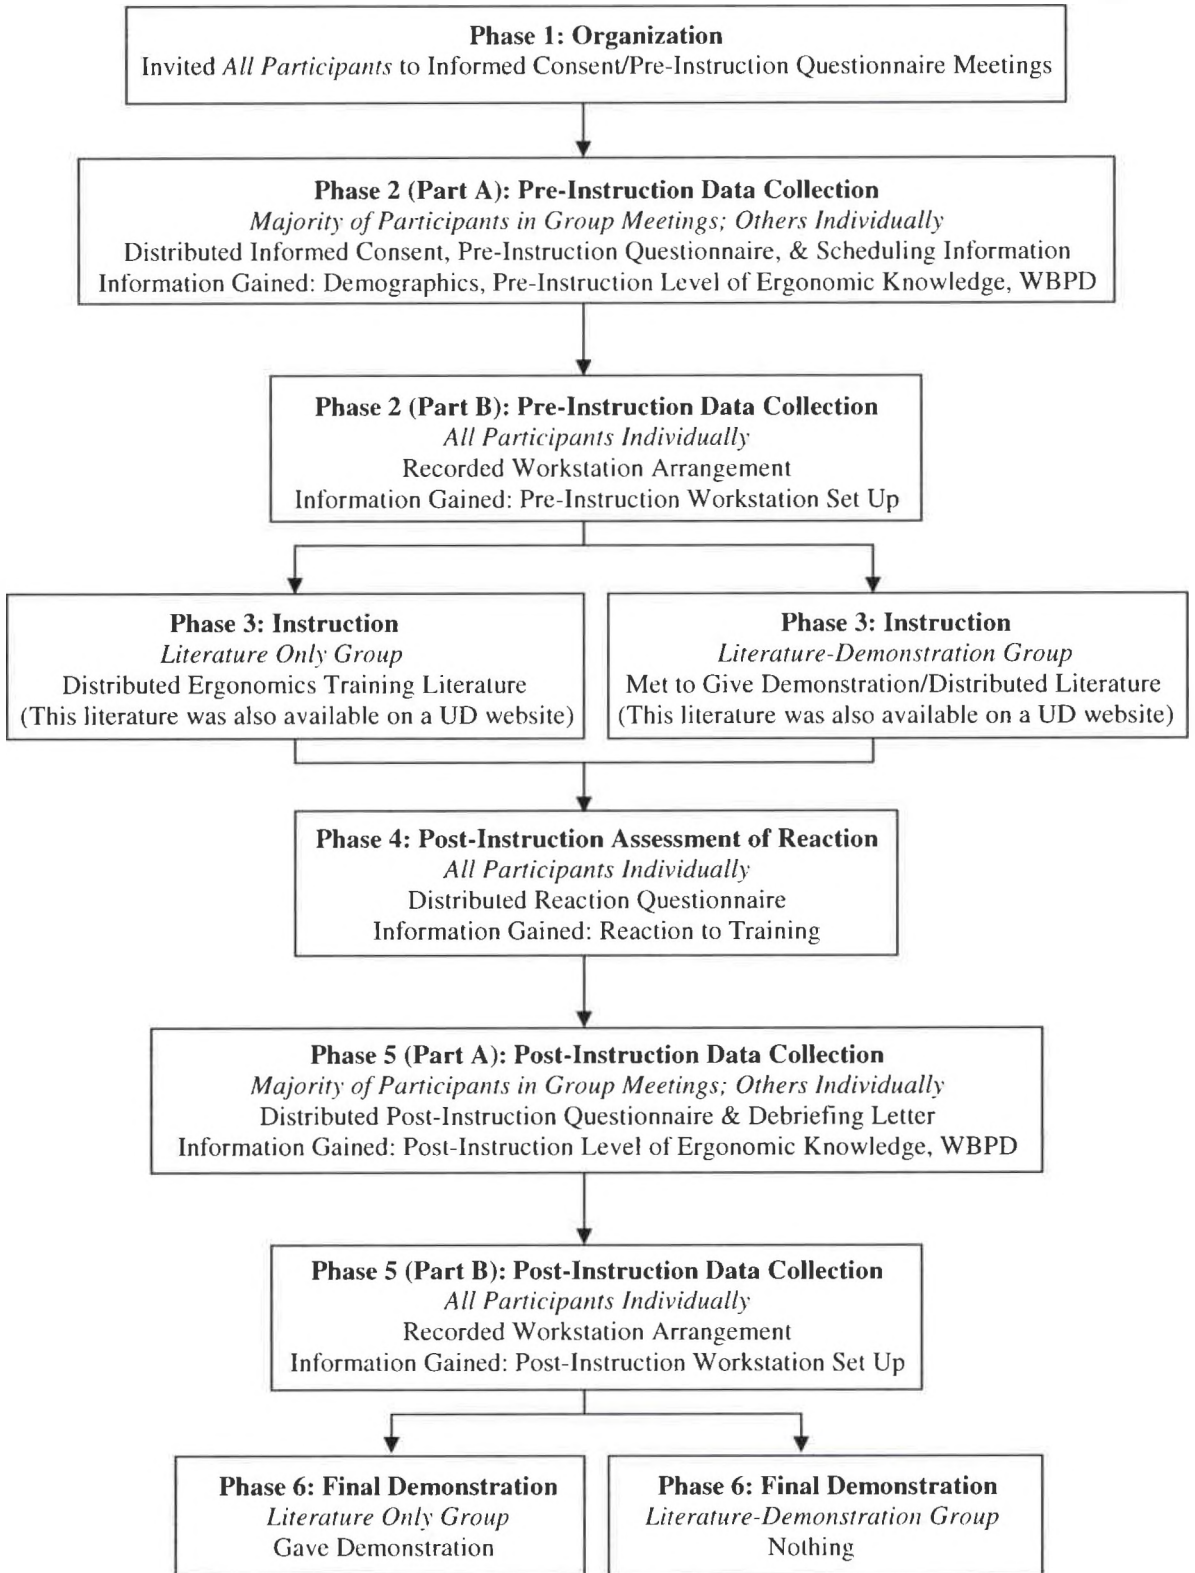 Phase 1: Organization
Invited All Participants to Informed Consent/Pre-Instruction Questionnaire Meetings
Phase 2 (Part A): Pre-Instruction Data Collection
Majority of Participants in Group Meetings; Others Individually
Distributed Informed Consent, Pre-Instruction Questionnaire, & Scheduling Information
Information Gained: Demographics, Pre-Instruction Level of Ergonomic Knowledge, WBPD
Phase 2 (Part B): Pre-Instruction Data Collection
All Participants Individually
Recorded Workstation Arrangement
Information Gained: Pre-Instruction Workstation Set Up
Phase 3: Instruction
Literature Only Group
Distributed Ergonomics Training Literature
(This literature was also available on a UD website)
Phase 3: Instruction
Literature-Demonstration Group
Met to Give Demonstration/Distributed Literature
(This literature was also available on a UD website)
Phase 4: Post-Instruction Assessment of Reaction
All Participants Individually
Distributed Reaction Questionnaire
Information Gained: Reaction to Training
Phase 5 (Part A): Post-Instruction Data Collection
Majority of Participants in Group Meetings; Others Individually
Distributed Post-Instruction Questionnaire & Debriefing Letter
Information Gained: Post-Instruction Level of Ergonomic Knowledge, WBPD
Phase 5 (Part B): Post-Instruction Data Collection
All Participants Individually
Recorded Workstation Arrangement
Information Gained: Post-Instruction Workstation Set Up
Phase 6: Final Demonstration
Literature Only Group
Gave Demonstration
Phase 6: Final Demonstration
Literature-Demonstration Group
Nothing